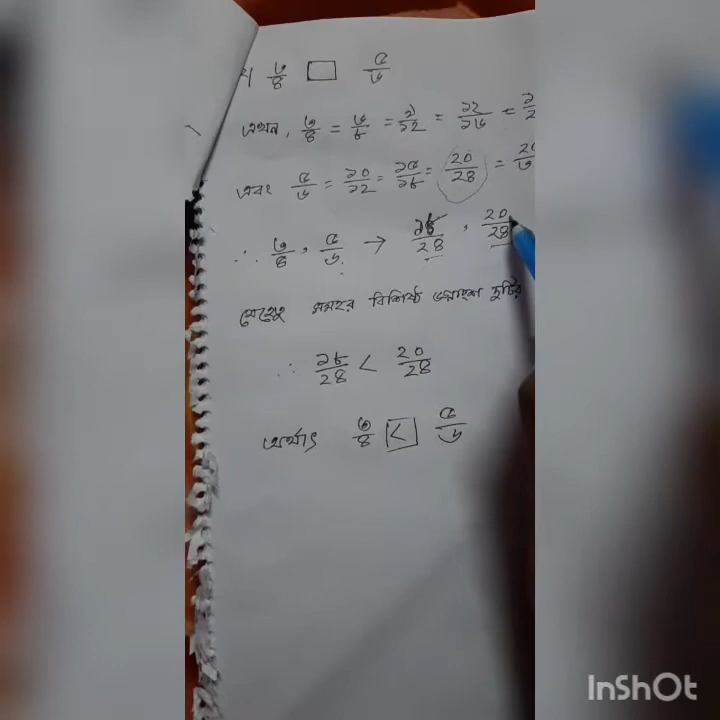 ৩/৪ □ ৫/৬
এখন, ৩/৪ = ৬/৮ = ৯/১২ = ১২/১৬ =
এবং ৫/৬ = ১০/১২ = ১৫/১৮ = ২০/২৪ =
∴ ৩/৪, ৫/৬ → ১৮/২৪, ২০/২৪
যেহেতু সমহর বিশিষ্ট ভগ্নাংশ দুটির
∴ ১৮/২৪ < ২০/২৪
অর্থাৎ ৩/৪ < ৫/৬
InShOt